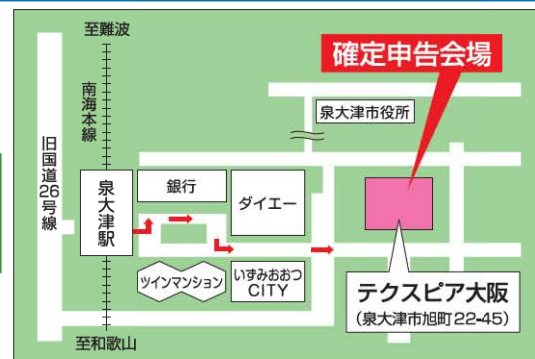 至難波
確定申告会場
南海本線
泉大津市役所
旧国道26号線
泉大津駅
銀行
ダイエー
ツインマンション
いずみおおつ
CITY
テクスピア大阪
(泉大津市旭町22-45)
至和歌山